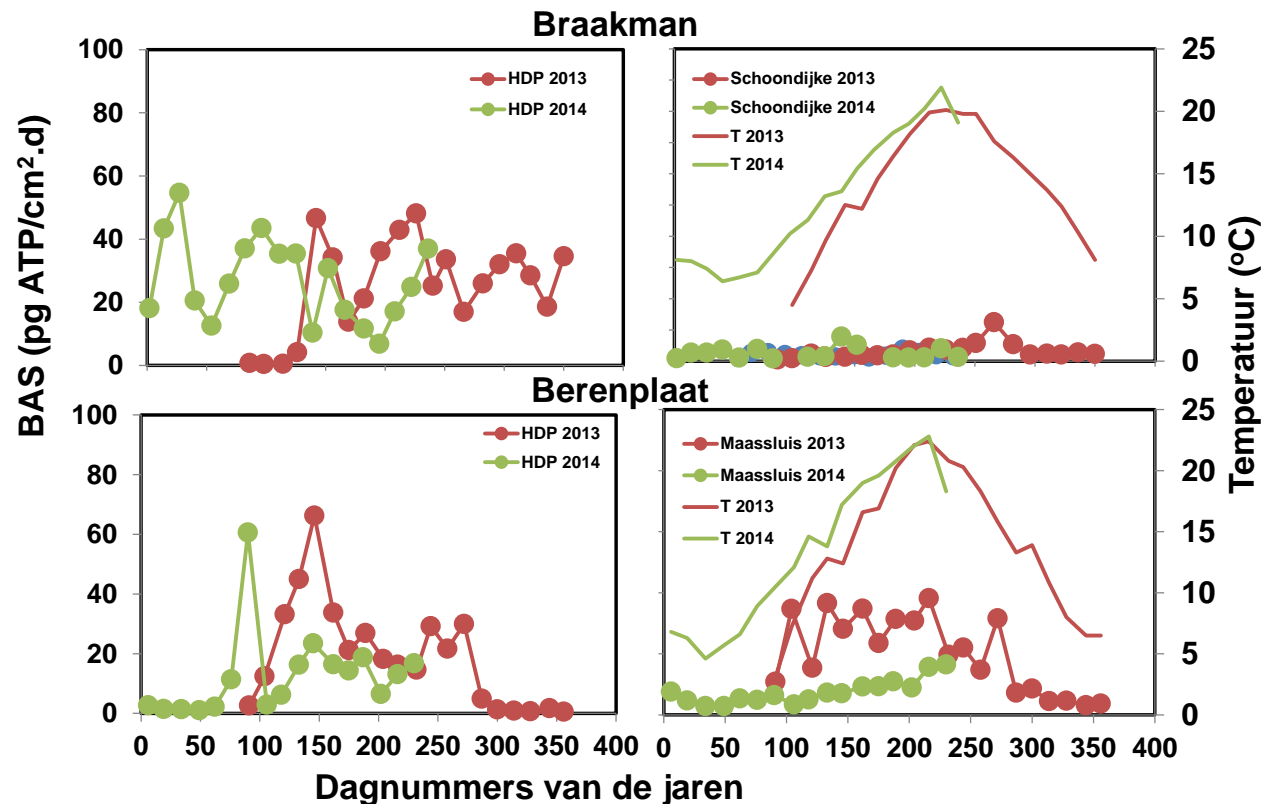 Braakman
BAS (pg ATP/cm².d)
100
80
60
40
20
0
HDP 2013
HDP 2014
Schoondijke 2013
Schoondijke 2014
T 2013
T 2014
25
20
15
10
5
0
Temperatuur (°C)
Berenplaat
100
80
60
40
20
0
HDP 2013
HDP 2014
Maassluis 2013
Maassluis 2014
T 2013
T 2014
25
20
15
10
5
0
0 50 100 150 200 250 300 350 400
0 50 100 150 200 250 300 350 400
Dagnummers van de jaren